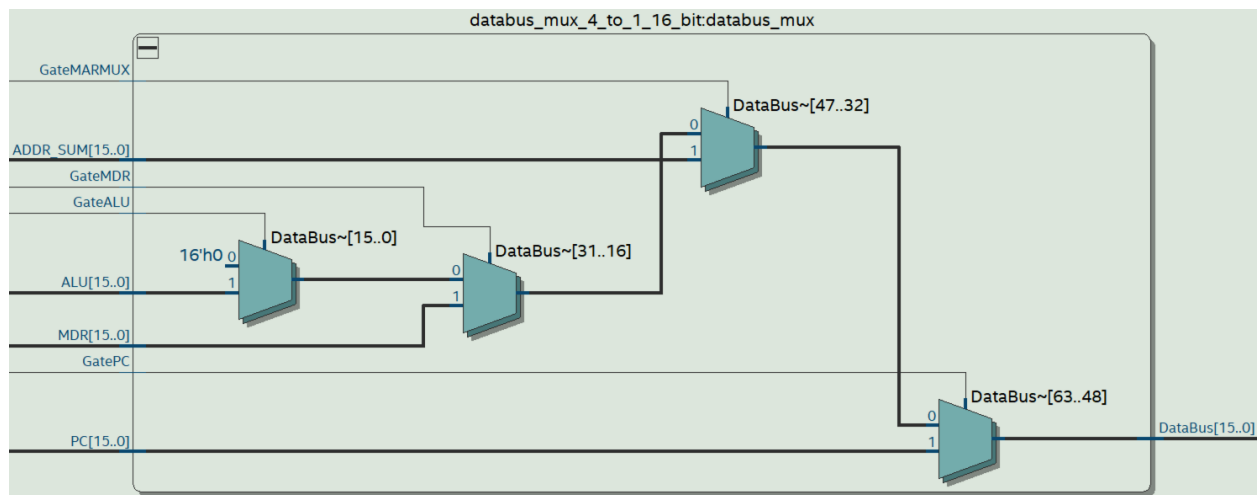 databus_mux_4_to_1_16_bit:databus_mux
GateMARMUX
DataBus~[47..32]
0
1
ADDR_SUM[15..0]
GateMDR
GateALU
DataBus~[15..0]
16'h0
0
1
ALU[15..0]
DataBus~[31..16]
0
1
MDR[15..0]
GatePC
DataBus~[63..48]
0
1
PC[15..0]
DataBus[15..0]